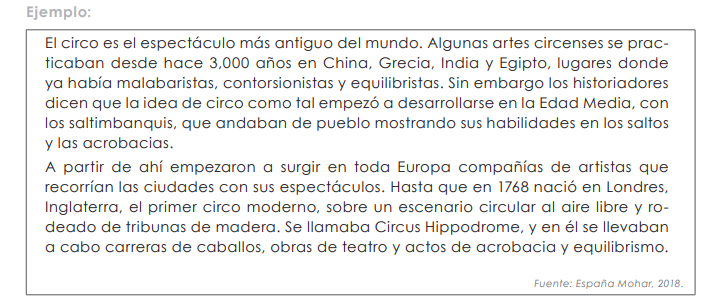 Ejemplo:
El circo es el espectáculo más antiguo del mundo. Algunas artes circenses se prac-
ticaban desde hace 3,000 años en China, Grecia, India y Egipto, lugares donde
ya había malabaristas, contorsionistas y equilibristas. Sin embargo los historiadores
dicen que la idea de circo como tal empezó a desarrollarse en la Edad Media, con
los saltimbanquis, que andaban de pueblo mostrando sus habilidades en los saltos
y las acrobacias.
A partir de ahí empezaron a surgir en toda Europa compañías de artistas que
recorrían las ciudades con sus espectáculos. Hasta que en 1768 nació en Londres,
Inglaterra, el primer circo moderno, sobre un escenario circular al aire libre y ro-
deado de tribunas de madera. Se llamaba Circus Hippodrome, y en él se llevaban
a cabo carreras de caballos, obras de teatro y actos de acrobacia y equilibrismo.
Fuente: España Mohar, 2018.